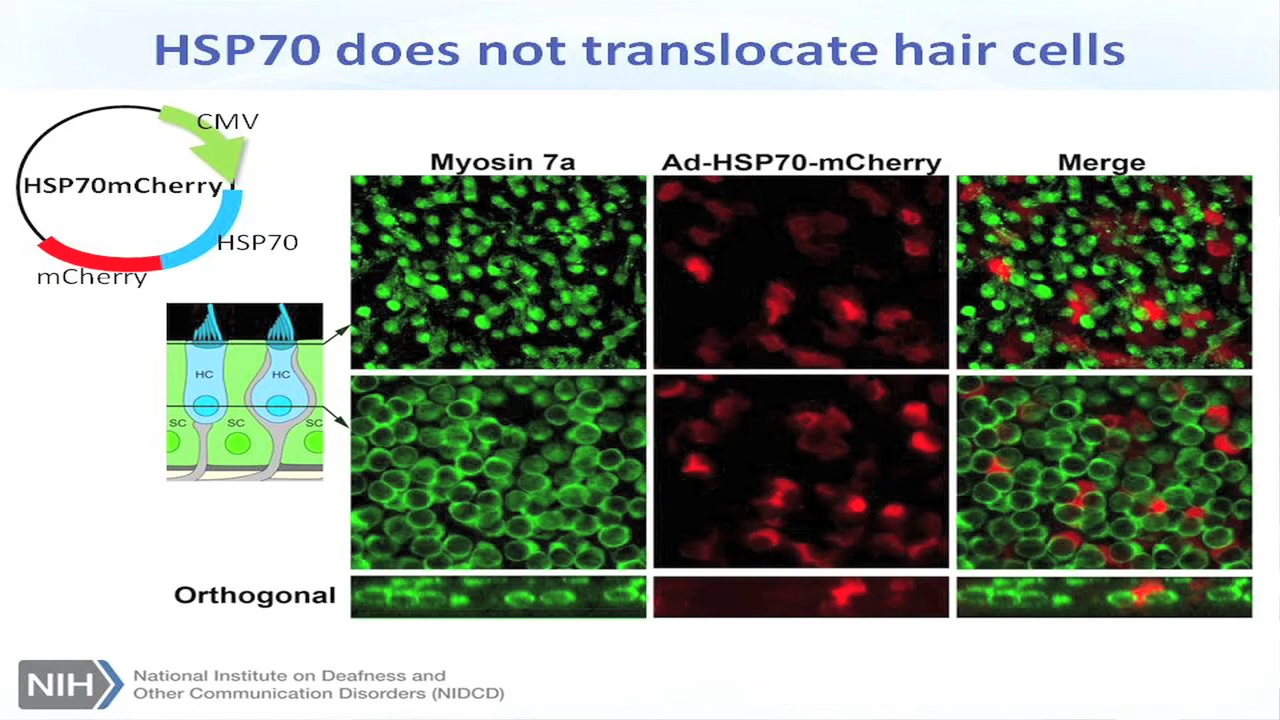 HSP70 does not translocate hair cells
CMV
HSP70mCherry
HSP70
mCherry
Myosin 7a
Ad-HSP70-mCherry
Merge
HC
HC
SC
SC
SC
Orthogonal
NIH
National Institute on Deafness and
Other Communication Disorders (NIDCD)